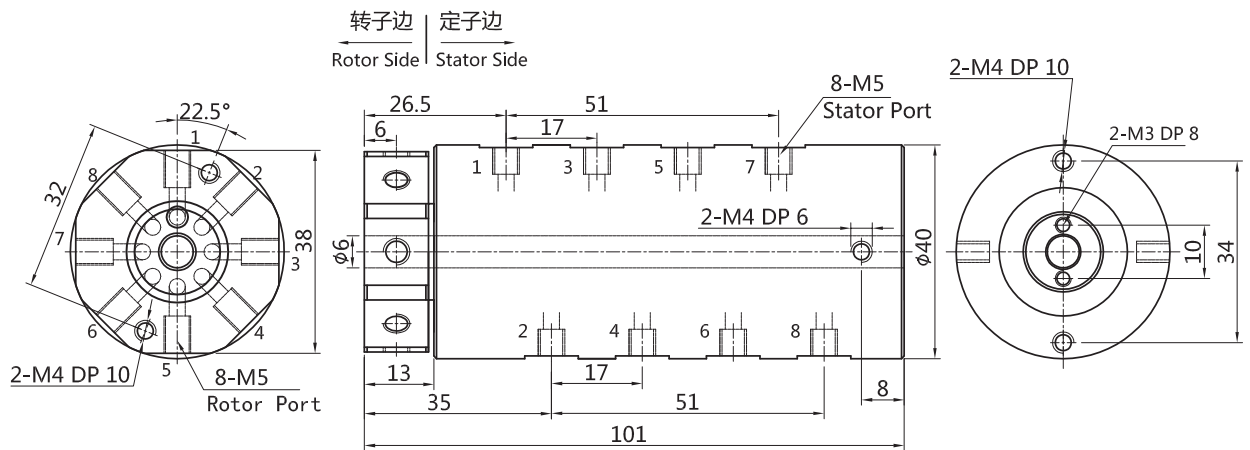 转子边
定子边
Rotor Side
Stator Side
22.5°
1
2
3
4
5
6
7
8
32
38
2-M4 DP 10
8-M5
Rotor Port
26.5
51
6
17
8-M5
Stator Port
1
3
5
7
2-M4 DP 6
ϕ6
ϕ40
2
4
6
8
13
17
8
35
51
101
2-M4 DP 10
2-M3 DP 8
10
34